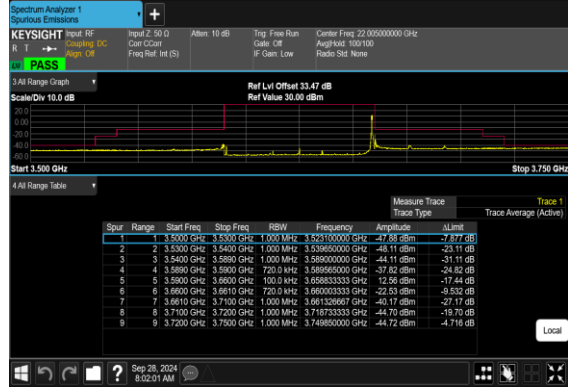 Spectrum Analyzer 1
Spurious Emissions
+
KEYSIGHT Input: RF Input Z: 50 Ω Atten: 10 dB Trig: Free Run Center Freq: 22.005000000 GHz
R T Coupling: DC Corr CCorr Gate: Off Avg|Hold: 100/100
Align: Off Freq Ref: Int (S) IF Gain: Low Radio Std: None
PASS
3 All Range Graph Ref Lvl Offset 33.47 dB
Scale/Div 10.0 dB Ref Value 30.00 dBm
20.0
0.00
-20.0
-40.0
-60.0
Start 3.500 GHz Stop 3.750 GHz
4 All Range Table
Measure Trace Trace 1
Trace Type Trace Average (Active)
Spur Range Start Freq Stop Freq RBW Frequency Amplitude ΔLimit
1 1 3.5000 GHz 3.5300 GHz 1.000 MHz 3.523100000 GHz -47.88 dBm -7.877 dB
2 2 3.5300 GHz 3.5400 GHz 1.000 MHz 3.539650000 GHz -48.11 dBm -23.11 dB
3 3 3.5400 GHz 3.5890 GHz 1.000 MHz 3.589000000 GHz -44.11 dBm -31.11 dB
4 4 3.5890 GHz 3.5900 GHz 720.0 kHz 3.589565000 GHz -37.82 dBm -24.82 dB
5 5 3.5900 GHz 3.6600 GHz 100.0 kHz 3.658833333 GHz 12.56 dBm -17.44 dB
6 6 3.6600 GHz 3.6610 GHz 720.0 kHz 3.660003333 GHz -22.53 dBm -9.532 dB
7 7 3.6610 GHz 3.7100 GHz 1.000 MHz 3.661326667 GHz -40.17 dBm -27.17 dB
8 8 3.7100 GHz 3.7200 GHz 1.000 MHz 3.718733333 GHz -44.70 dBm -19.70 dB
9 9 3.7200 GHz 3.7500 GHz 1.000 MHz 3.749850000 GHz -44.72 dBm -4.716 dB
Local
? Sep 28, 2024
8:02:01 AM